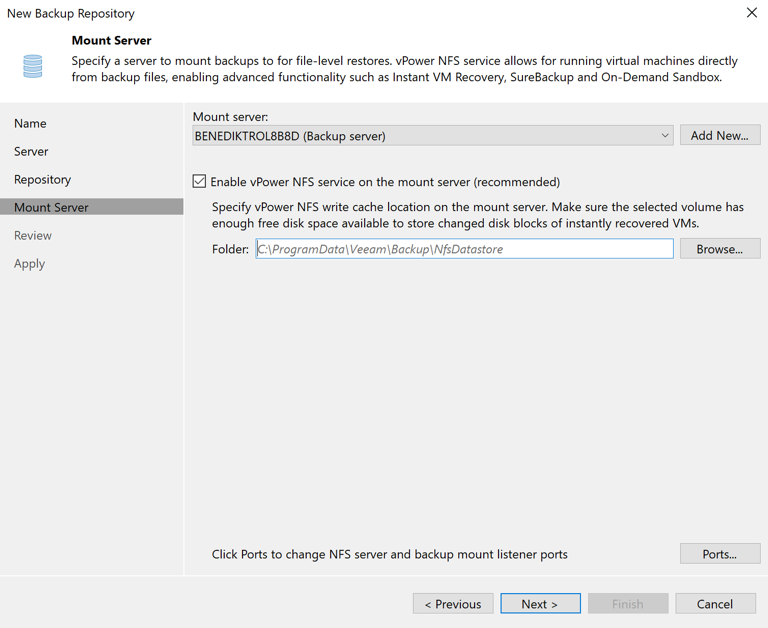 New Backup Repository
Mount Server
Specify a server to mount backups to for file-level restores. vPower NFS service allows for running virtual machines directly
from backup files, enabling advanced functionality such as Instant VM Recovery, SureBackup and On-Demand Sandbox.
Name
Server
Repository
Mount Server
Review
Apply
Mount server:
BENEDIKTROL8B8D (Backup server)
Add New...
Enable vPower NFS service on the mount server (recommended)
Specify vPower NFS write cache location on the mount server. Make sure the selected volume has
enough free disk space available to store changed disk blocks of instantly recovered VMs.
Folder:
C:\ProgramData\Veeam\Backup\NfsDatastore
Browse...
Click Ports to change NFS server and backup mount listener ports
Ports...
< Previous
Next >
Finish
Cancel